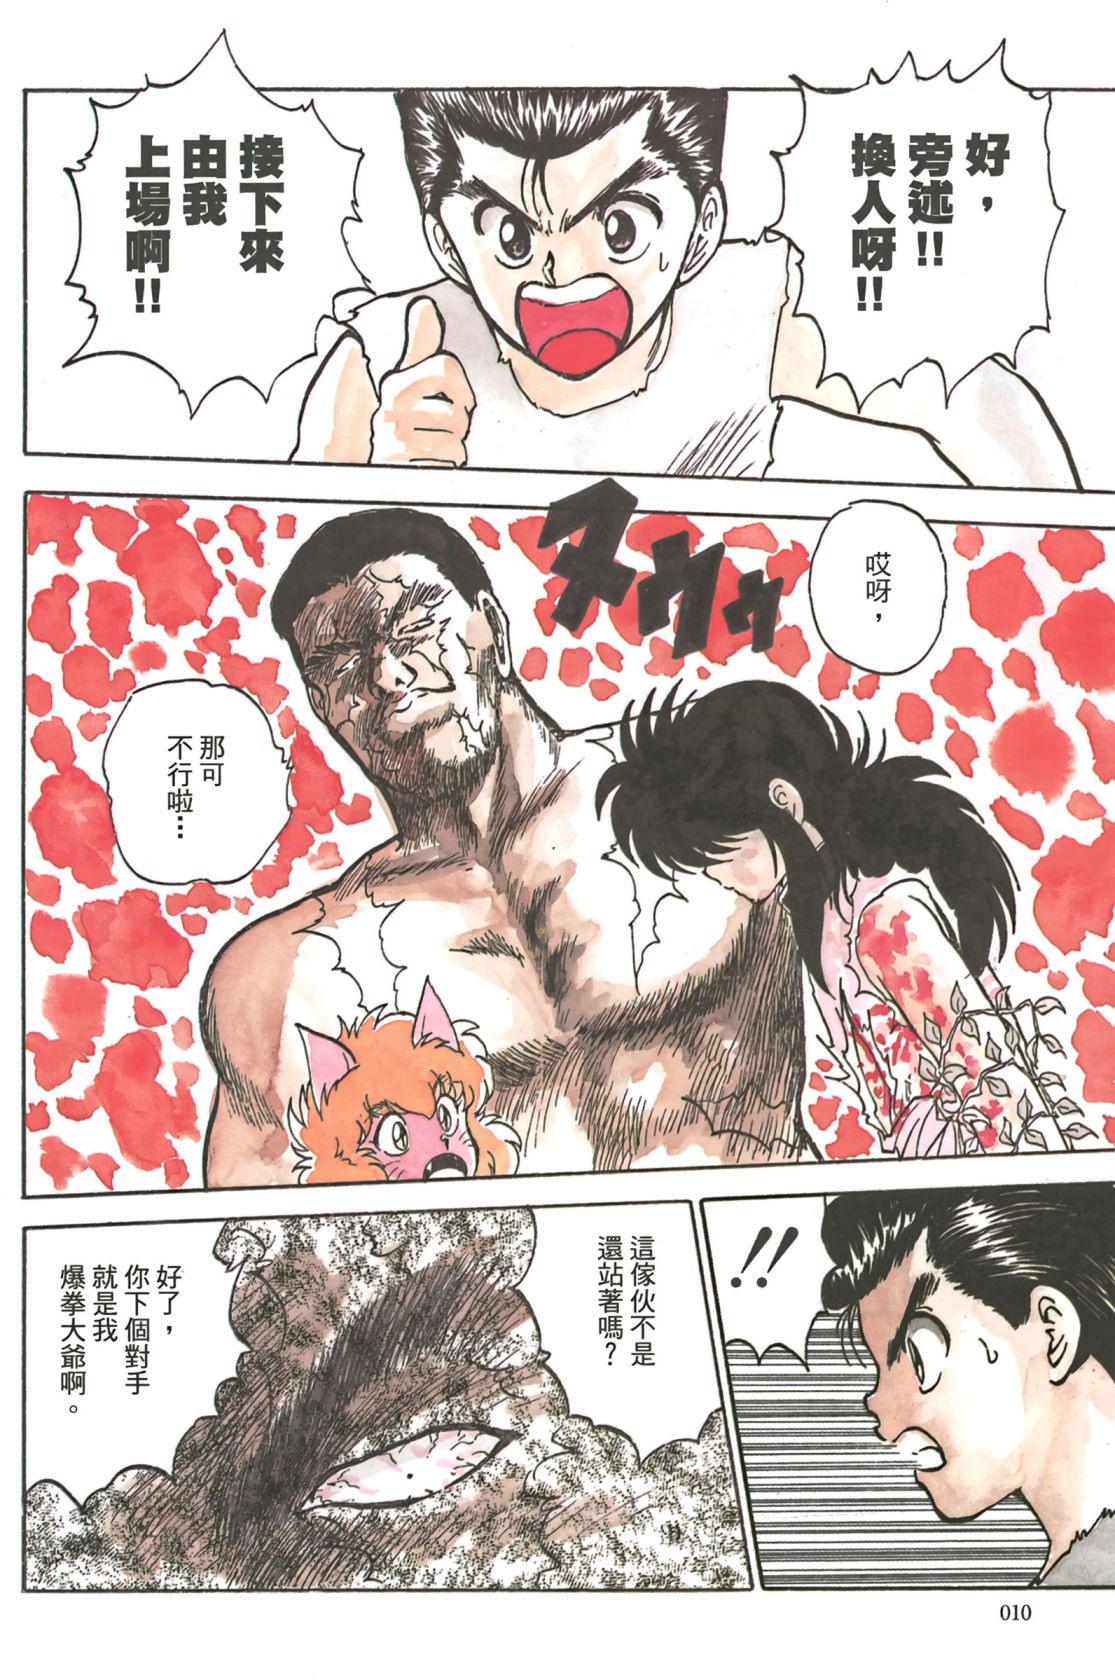 好，
旁述!!
換人呀!!
接下來
由我
上場啊!!
哎呀，
ヌウゥ
那可
不行啦…
!!
這傢伙不是
還站著嗎？
好了，
你下個對手
就是我
爆拳大爺啊。
010